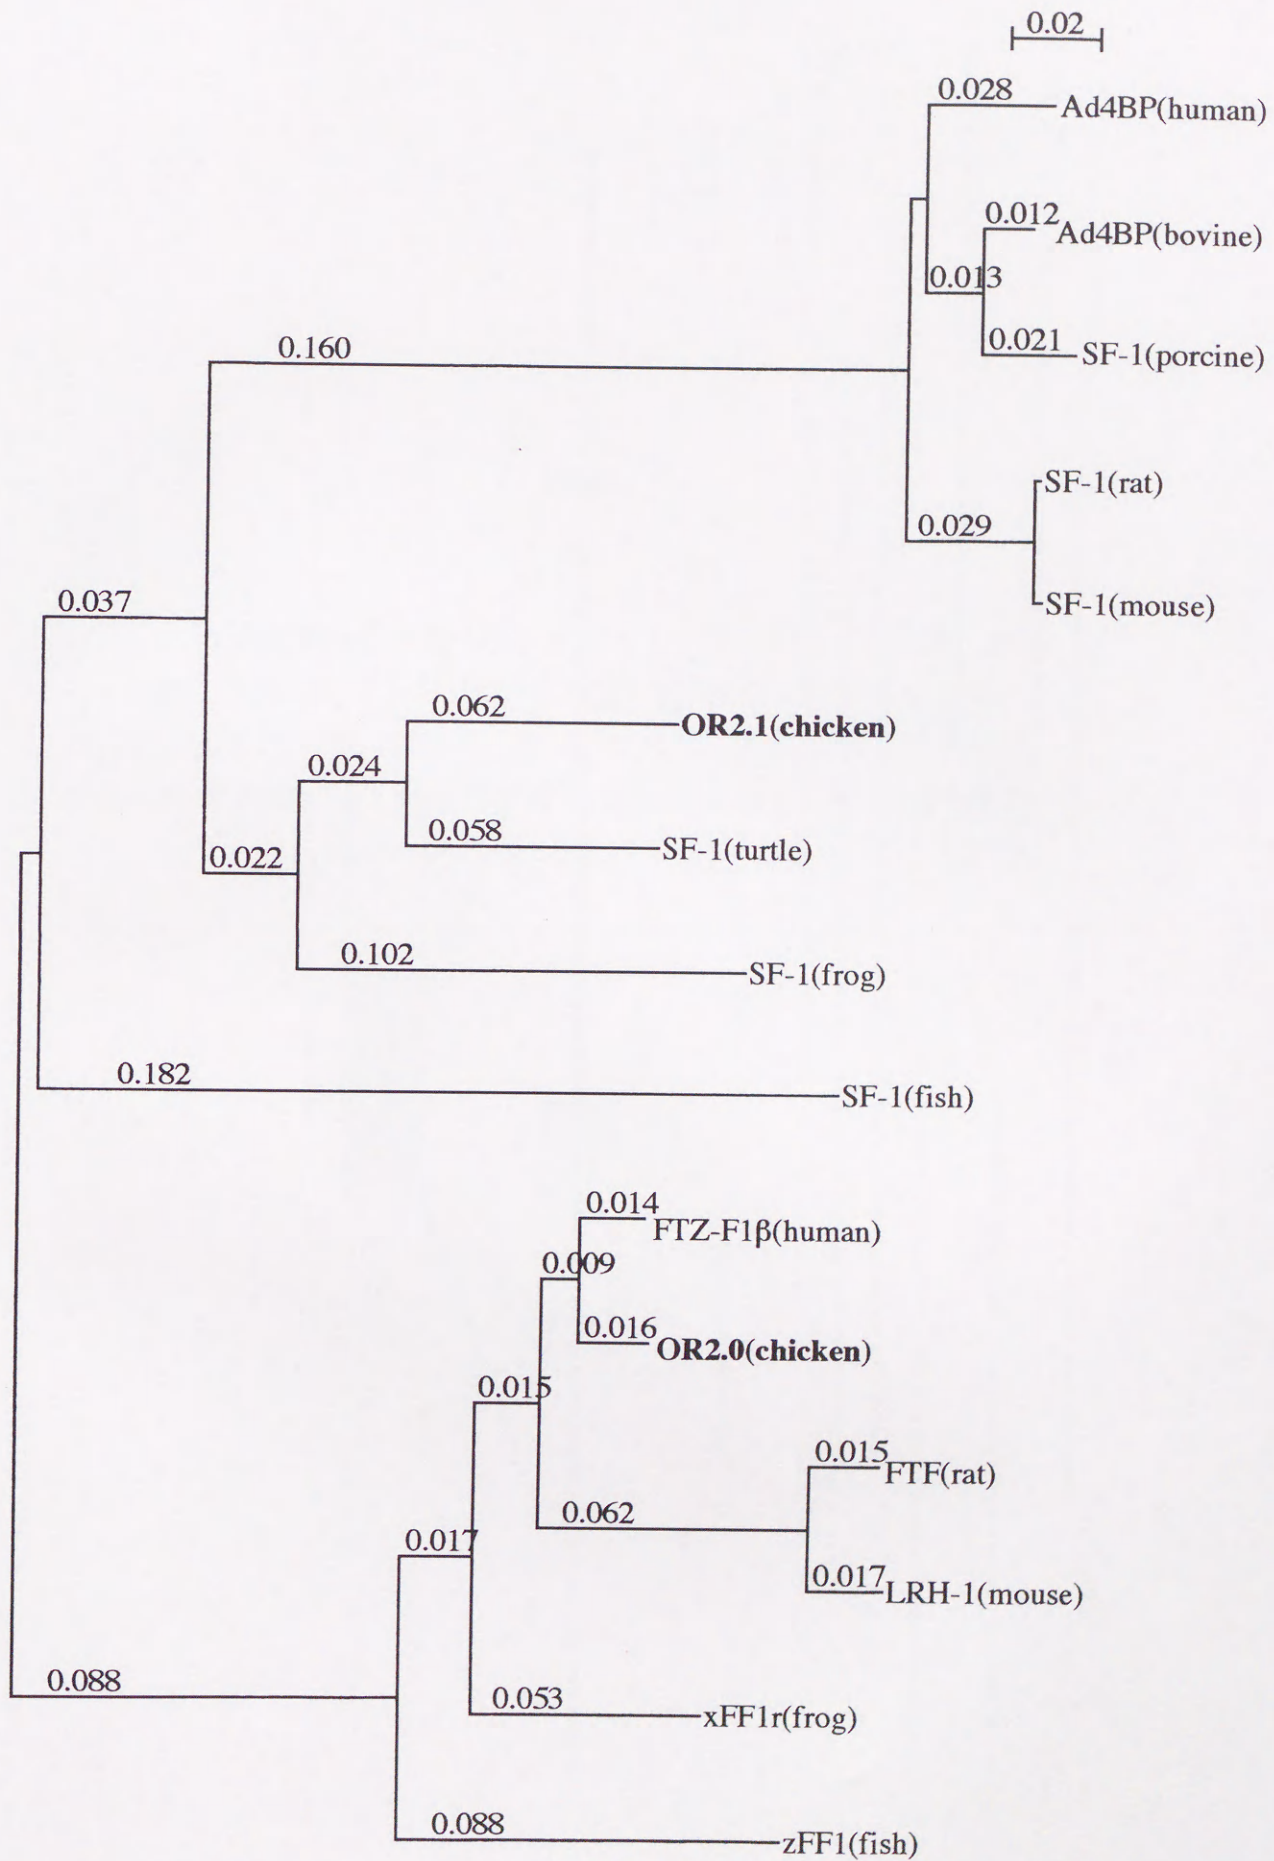 0.02
0.028
Ad4BP(human)
0.012
Ad4BP(bovine)
0.013
0.021
SF-1(porcine)
0.160
SF-1(rat)
0.029
SF-1(mouse)
0.037
0.062
OR2.1(chicken)
0.024
0.058
SF-1(turtle)
0.022
0.102
SF-1(frog)
0.182
SF-1(fish)
0.014
FTZ-F1β(human)
0.009
0.016
OR2.0(chicken)
0.015
0.015
FTF(rat)
0.062
0.017
0.017
LRH-1(mouse)
0.088
0.053
xFF1r(frog)
0.088
zFF1(fish)